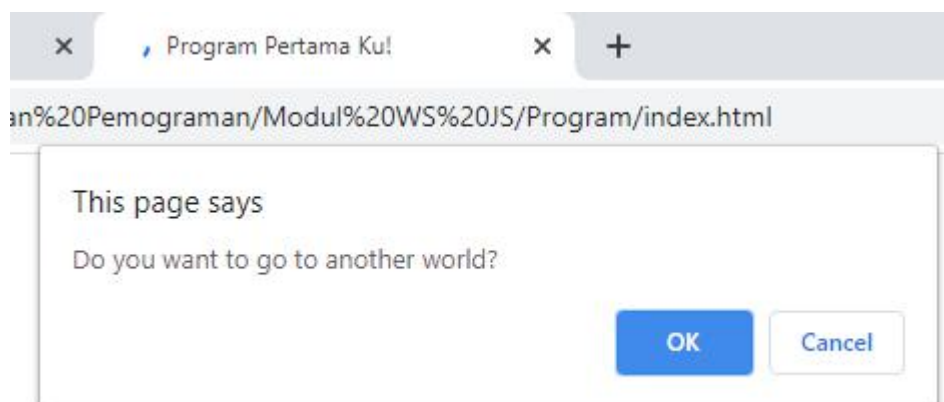 Program Pertama Ku!
an%20Pemograman/Modul%20WS%20JS/Program/index.html
This page says
Do you want to go to another world?
OK Cancel